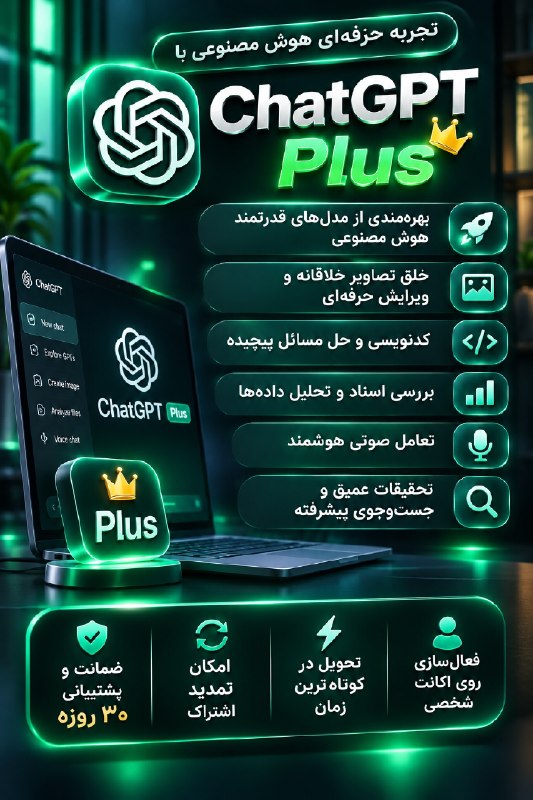 تجربه حرفه‌ای هوش مصنوعی با
ChatGPT
Plus
بهره‌مندی از مدل‌های قدرتمند
هوش مصنوعی
خلق تصاویر خلاقانه و
ویرایش حرفه‌ای
کدنویسی و حل مسائل پیچیده
بررسی اسناد و تحلیل داده‌ها
تعامل صوتی هوشمند
تحقیقات عمیق و
جست‌وجوی پیشرفته
ChatGPT
New chat
Explore GPTs
Create image
Analyze files
Voice chat
ChatGPT Plus
Plus
فعال‌سازی
روی اکانت
شخصی
تحویل در
کوتاه ترین
زمان
امکان
تمدید
اشتراک
ضمانت و
پشتیبانی
۳۰ روزه